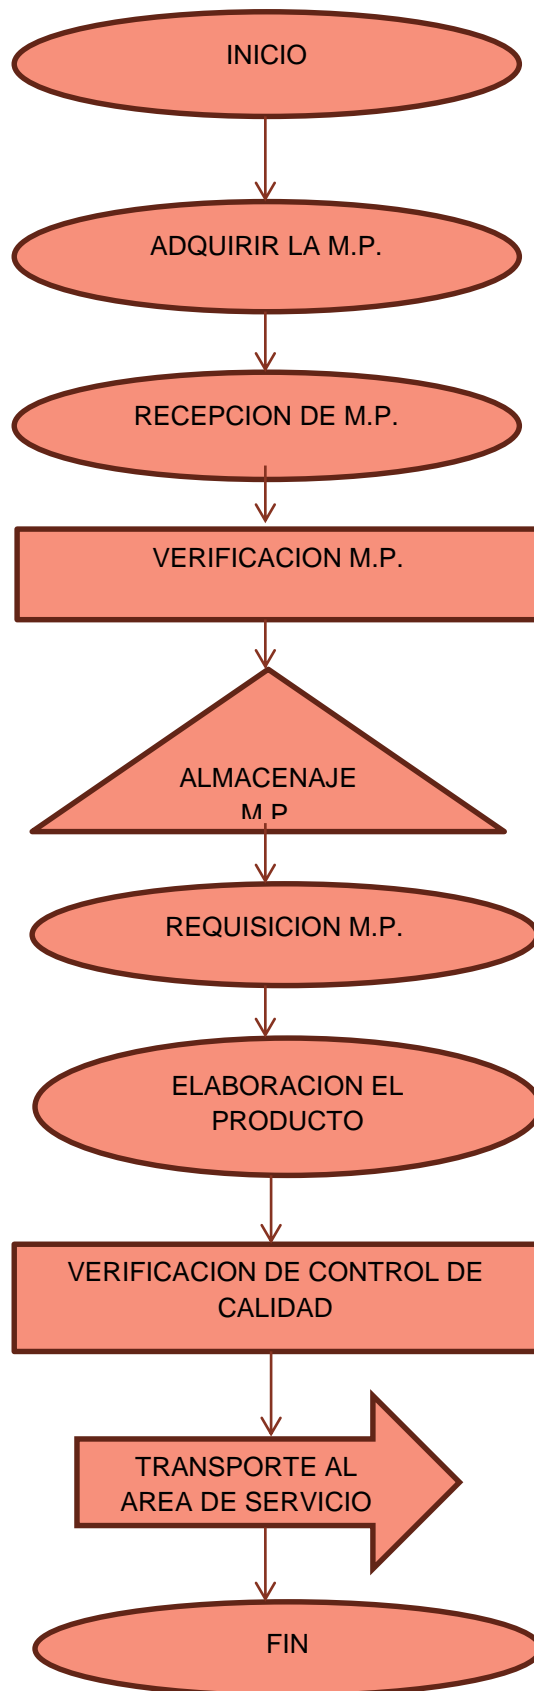 INICIO
ADQUIRIR LA M.P.
RECEPCION DE M.P.
VERIFICACION M.P.
ALMACENAJE
M.P
REQUISICION M.P.
ELABORACION EL
PRODUCTO
VERIFICACION DE CONTROL DE
CALIDAD
TRANSPORTE AL
AREA DE SERVICIO
FIN